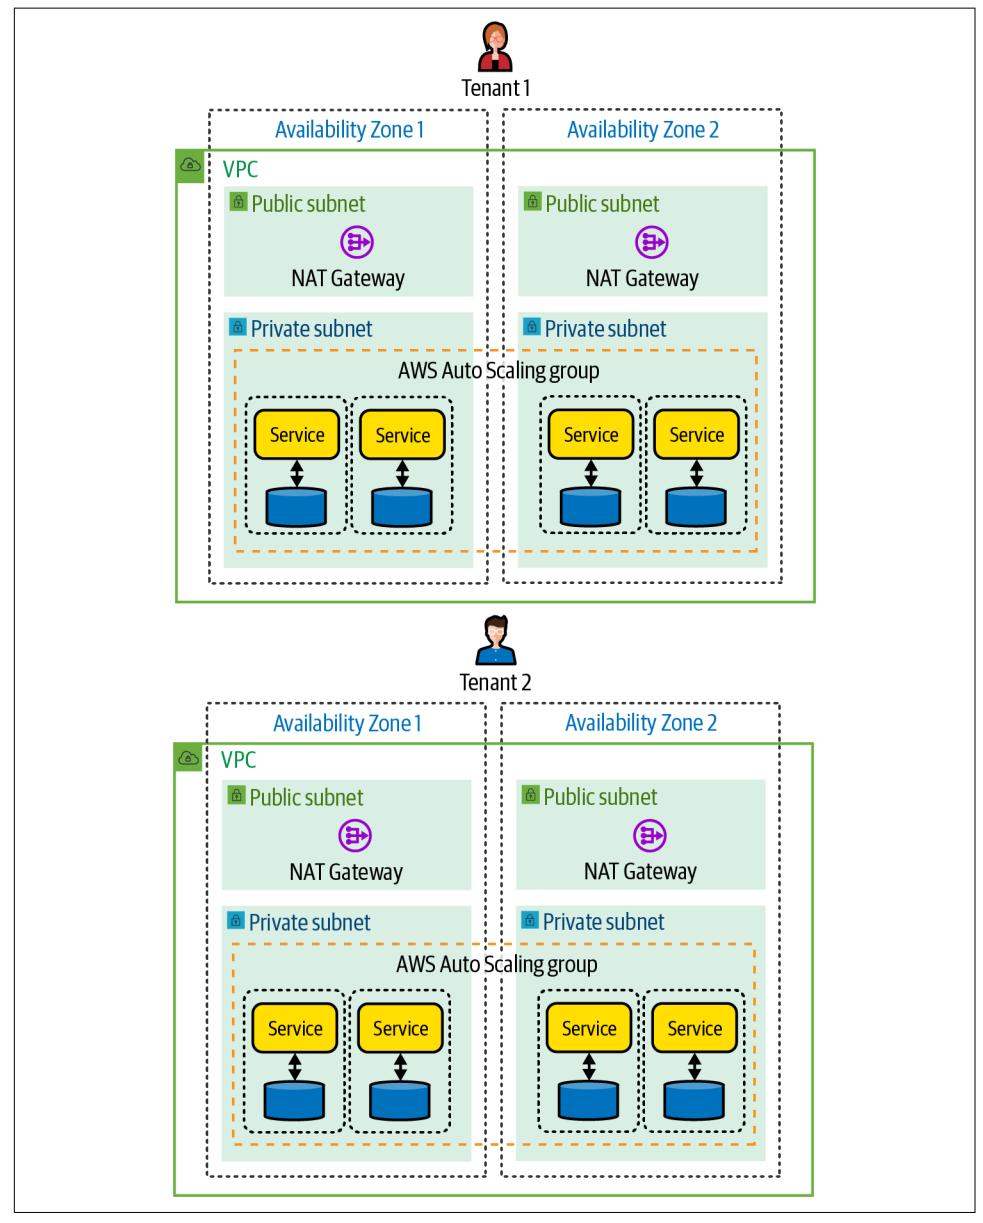 Tenant 1
Availability Zone 1
Availability Zone 2
VPC
Public subnet
Public subnet
NAT Gateway
NAT Gateway
Private subnet
Private subnet
AWS Auto Scaling group
Service
Service
Service
Service
Tenant 2
Availability Zone 1
Availability Zone 2
VPC
Public subnet
Public subnet
NAT Gateway
NAT Gateway
Private subnet
Private subnet
AWS Auto Scaling group
Service
Service
Service
Service